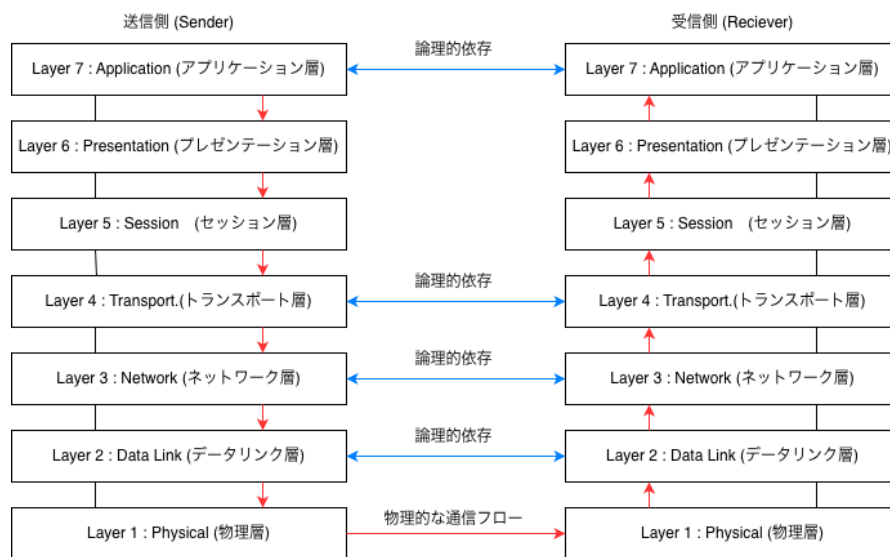 送信側 (Sender)
受信側 (Reciever)
Layer 7 : Application (アプリケーション層)
論理的依存
Layer 7 : Application (アプリケーション層)
Layer 6 : Presentation (プレゼンテーション層)
Layer 6 : Presentation (プレゼンテーション層)
Layer 5 : Session　(セッション層)
Layer 5 : Session　(セッション層)
Layer 4 : Transport.(トランスポート層)
論理的依存
Layer 4 : Transport.(トランスポート層)
Layer 3 : Network (ネットワーク層)
論理的依存
Layer 3 : Network (ネットワーク層)
Layer 2 : Data Link (データリンク層)
論理的依存
Layer 2 : Data Link (データリンク層)
Layer 1 : Physical (物理層)
物理的な通信フロー
Layer 1 : Physical (物理層)